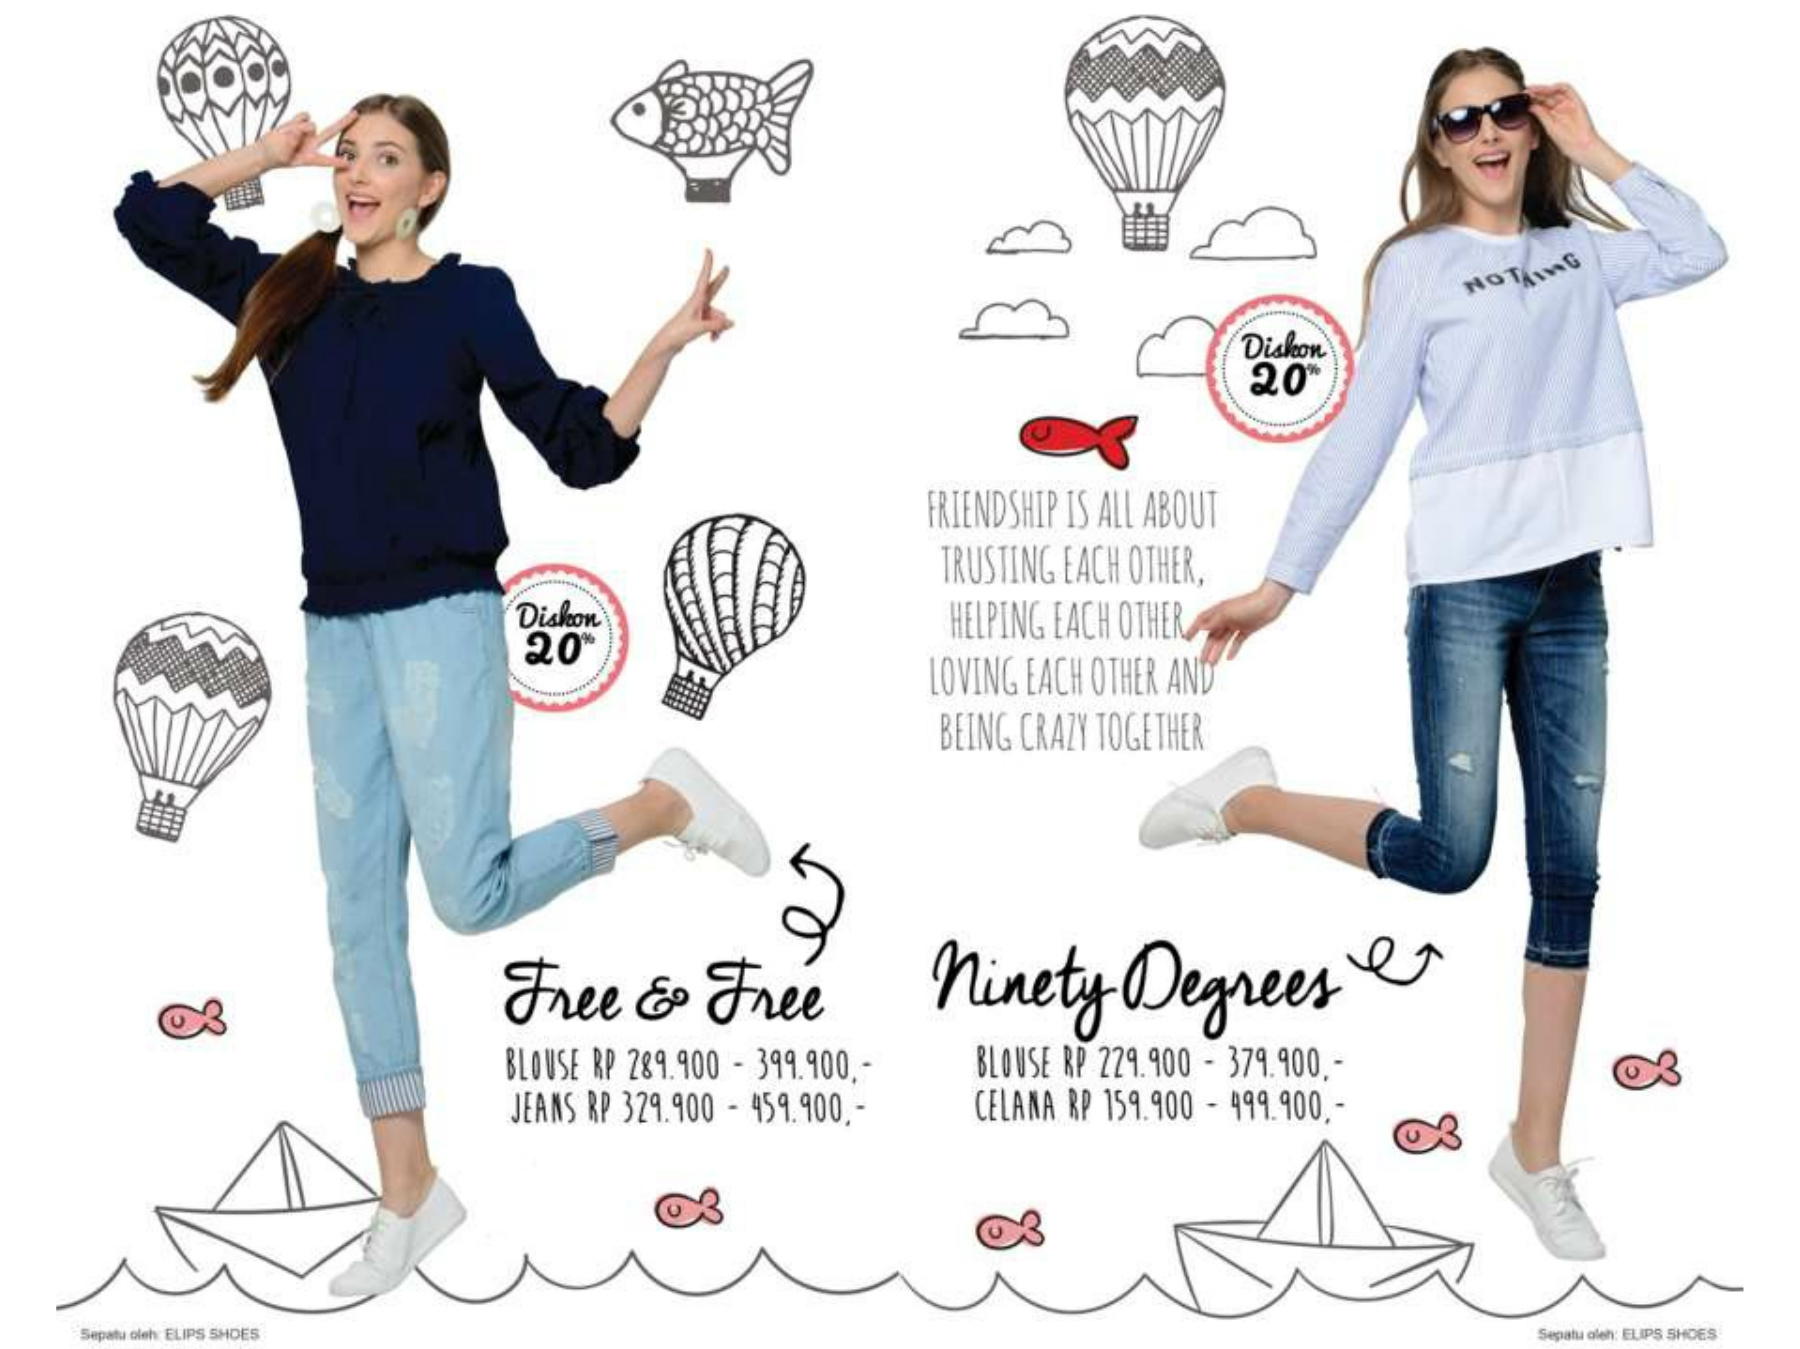 Diskon
20%
Free & Free
BLOUSE RP 289.900 - 399.900,-
JEANS RP 329.900 - 459.900,-
Sepatu oleh: ELIPS SHOES
NOTHING
Diskon
20%
FRIENDSHIP IS ALL ABOUT
TRUSTING EACH OTHER,
HELPING EACH OTHER
LOVING EACH OTHER AND
BEING CRAZY TOGETHER
Ninety Degrees
BLOUSE RP 229.900 - 379.900,-
CELANA RP 159.900 - 499.900,-
Sepatu oleh: ELIPS SHOES